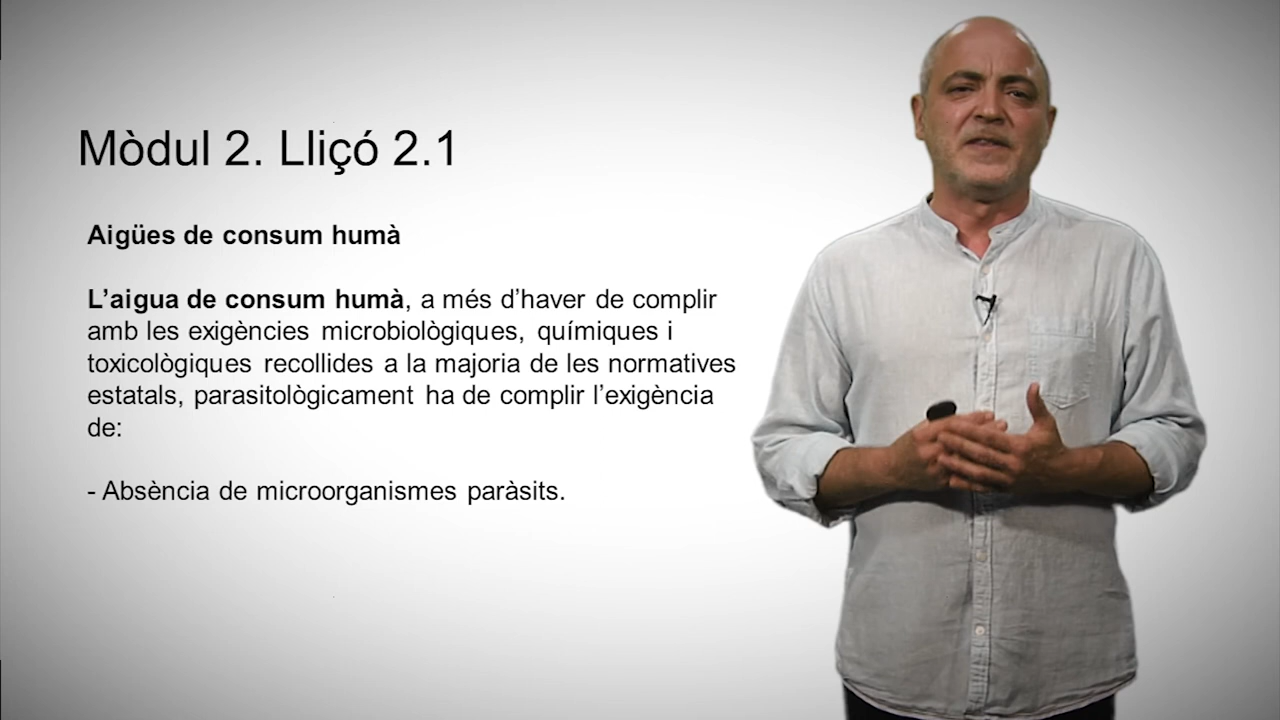 Mòdul 2. Lliçó 2.1
Aigües de consum humà
L’aigua de consum humà, a més d’haver de complir
amb les exigències microbiològiques, químiques i
toxicològiques recollides a la majoria de les normatives
estatals, parasitològicament ha de complir l’exigència
de:
- Absència de microorganismes paràsits.